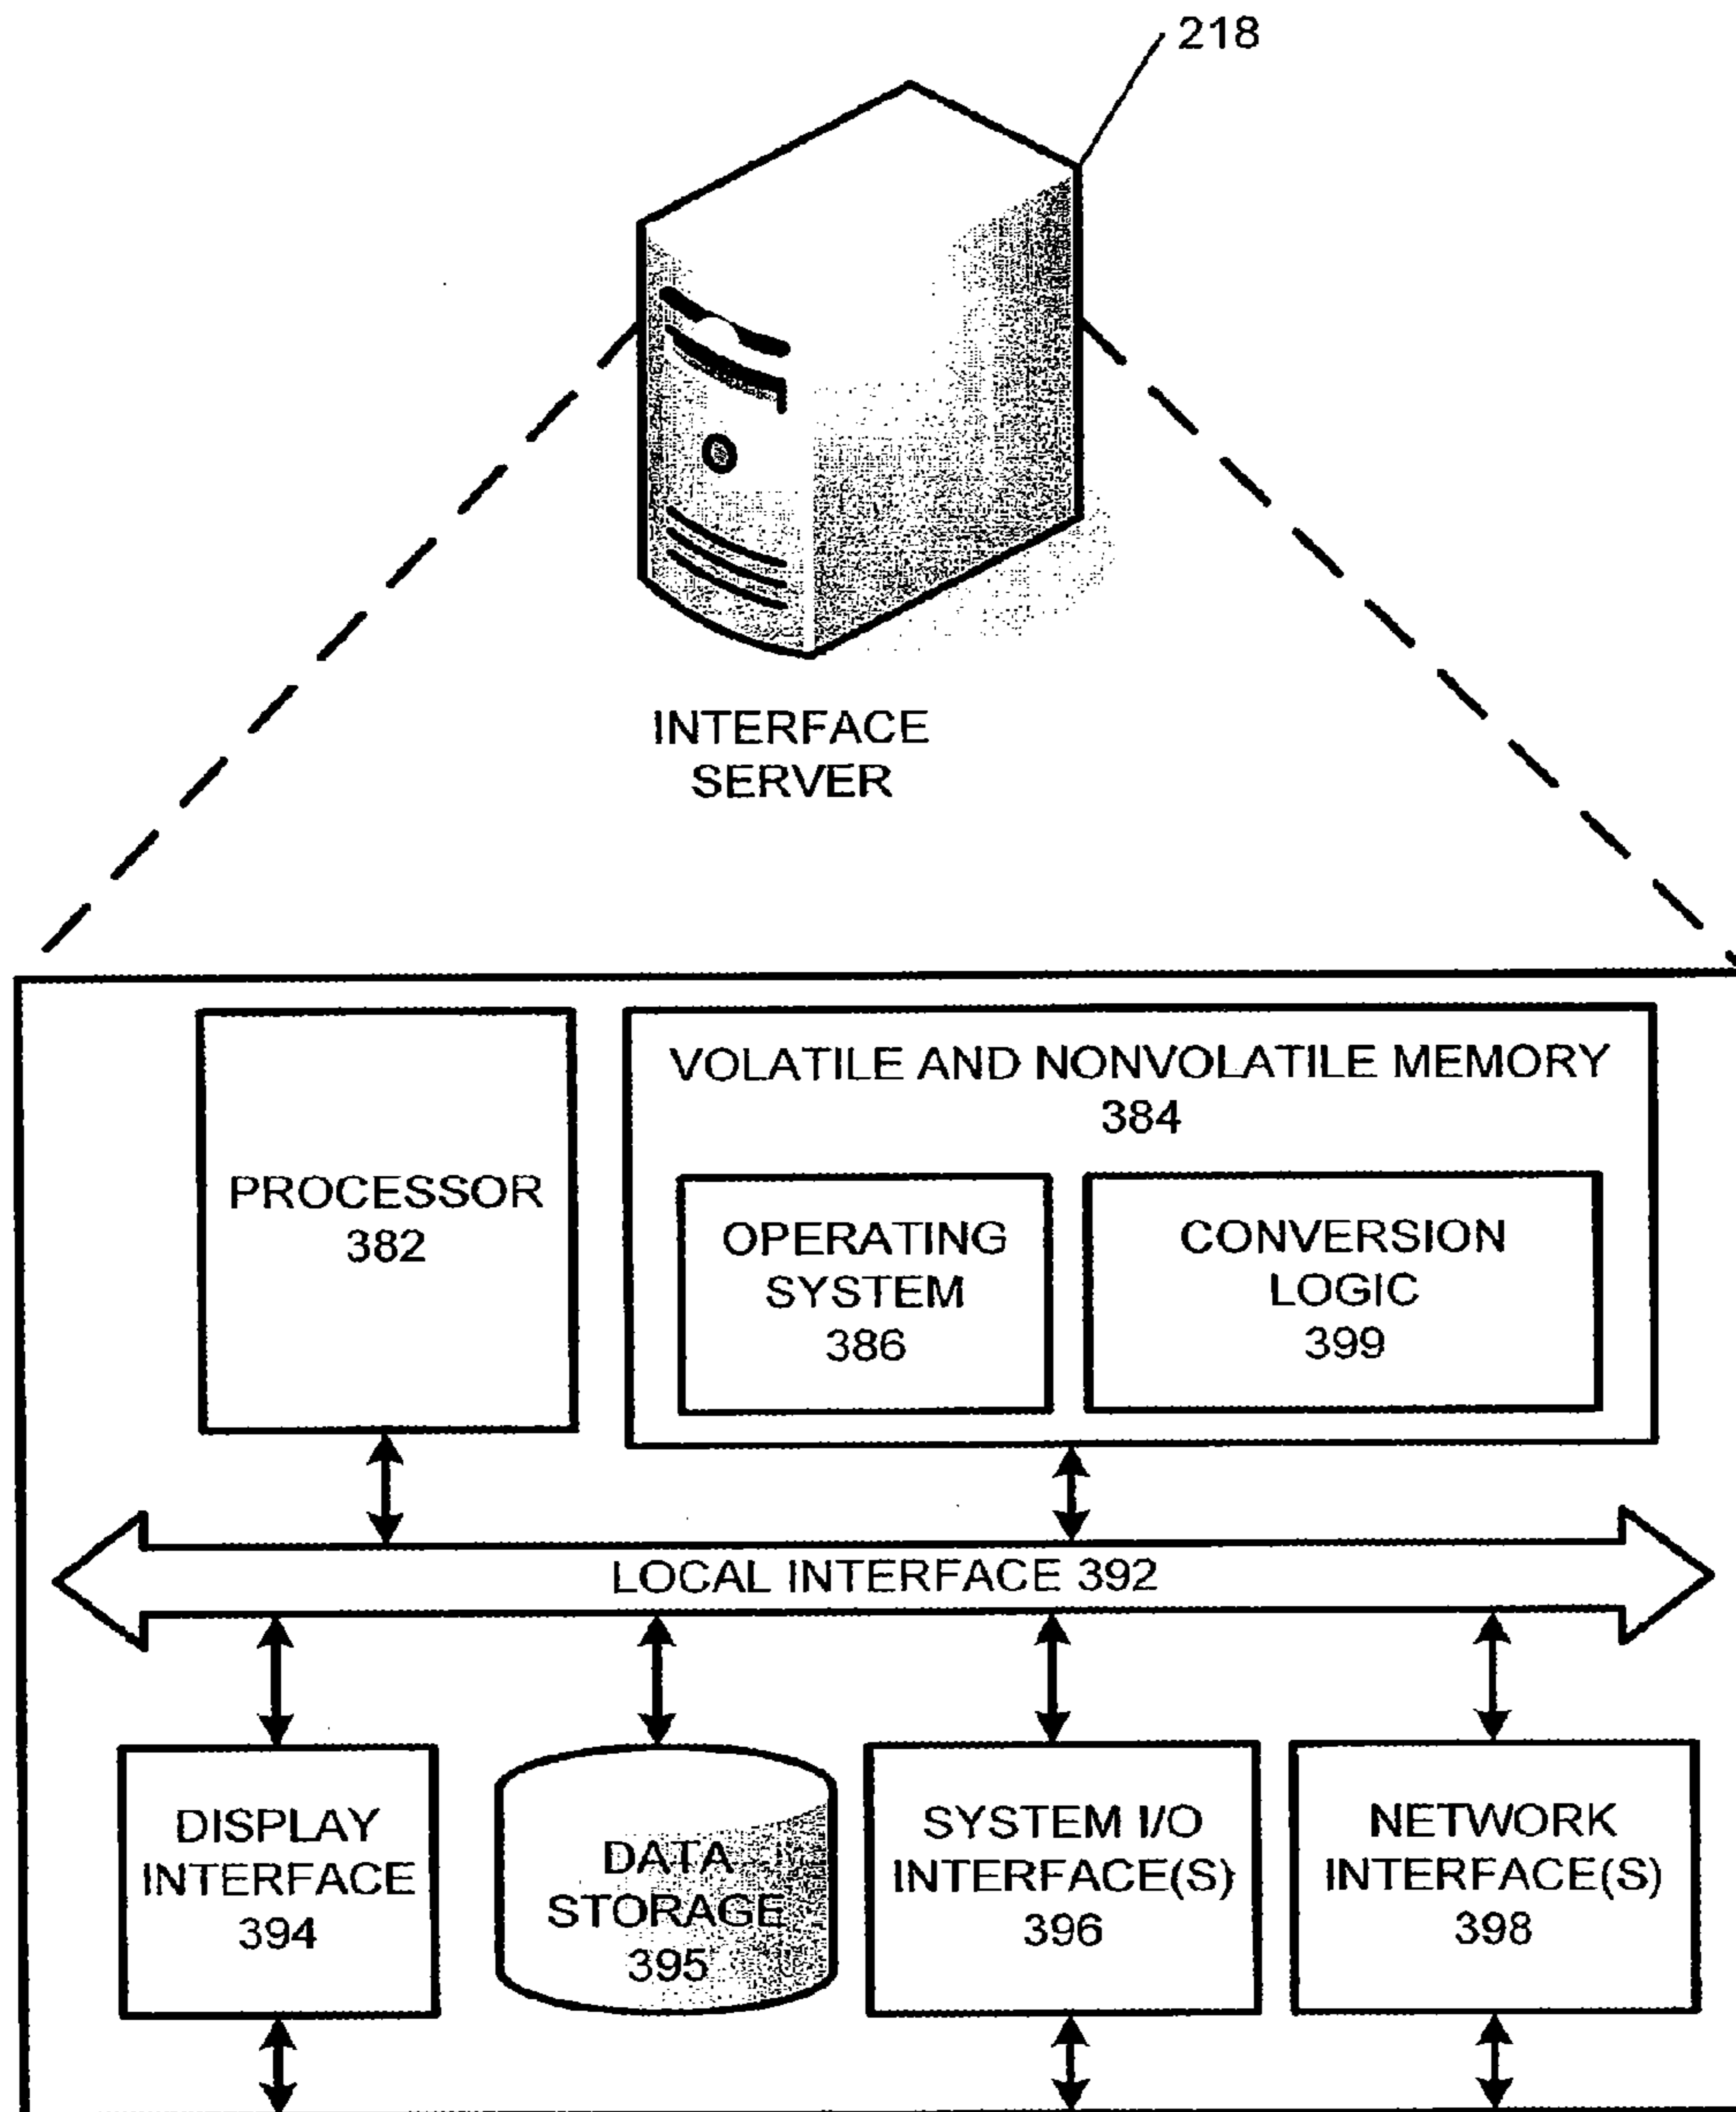 218
INTERFACE
SERVER
VOLATILE AND NONVOLATILE MEMORY
384
PROCESSOR
382
OPERATING
SYSTEM
386
CONVERSION
LOGIC
399
LOCAL INTERFACE 392
DISPLAY
INTERFACE
394
DATA
STORAGE
395
SYSTEM I/O
INTERFACE(S)
396
NETWORK
INTERFACE(S)
398